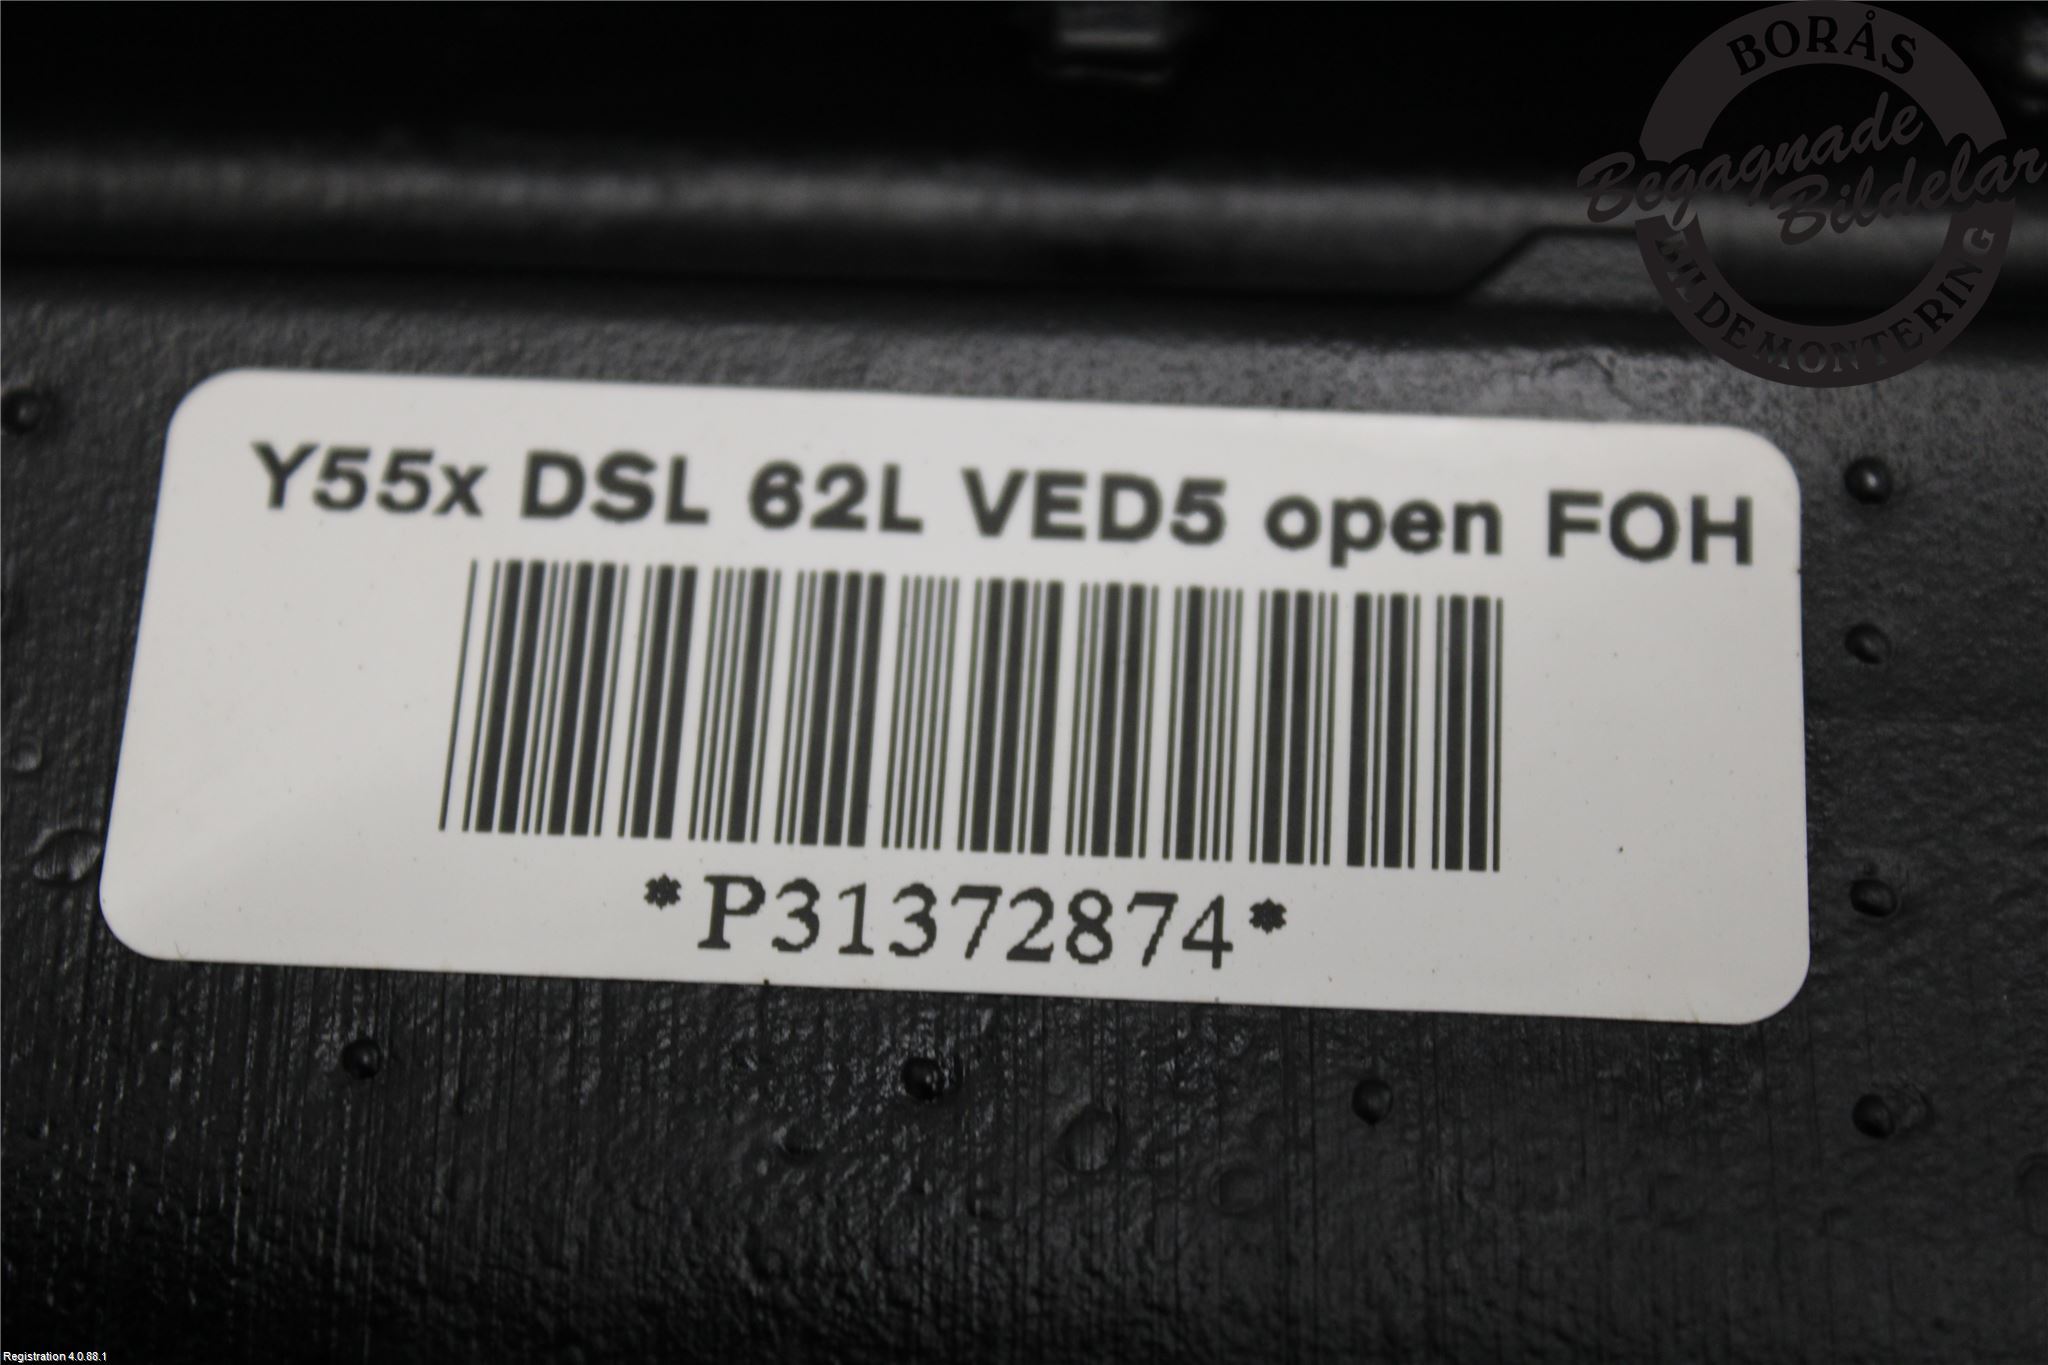 BORÅS
Begagnade
Bildelar
BILDEMONTERING
Y55x DSL 62L VED5 open FOH
*P31372874*
Registration 4.0.88.1